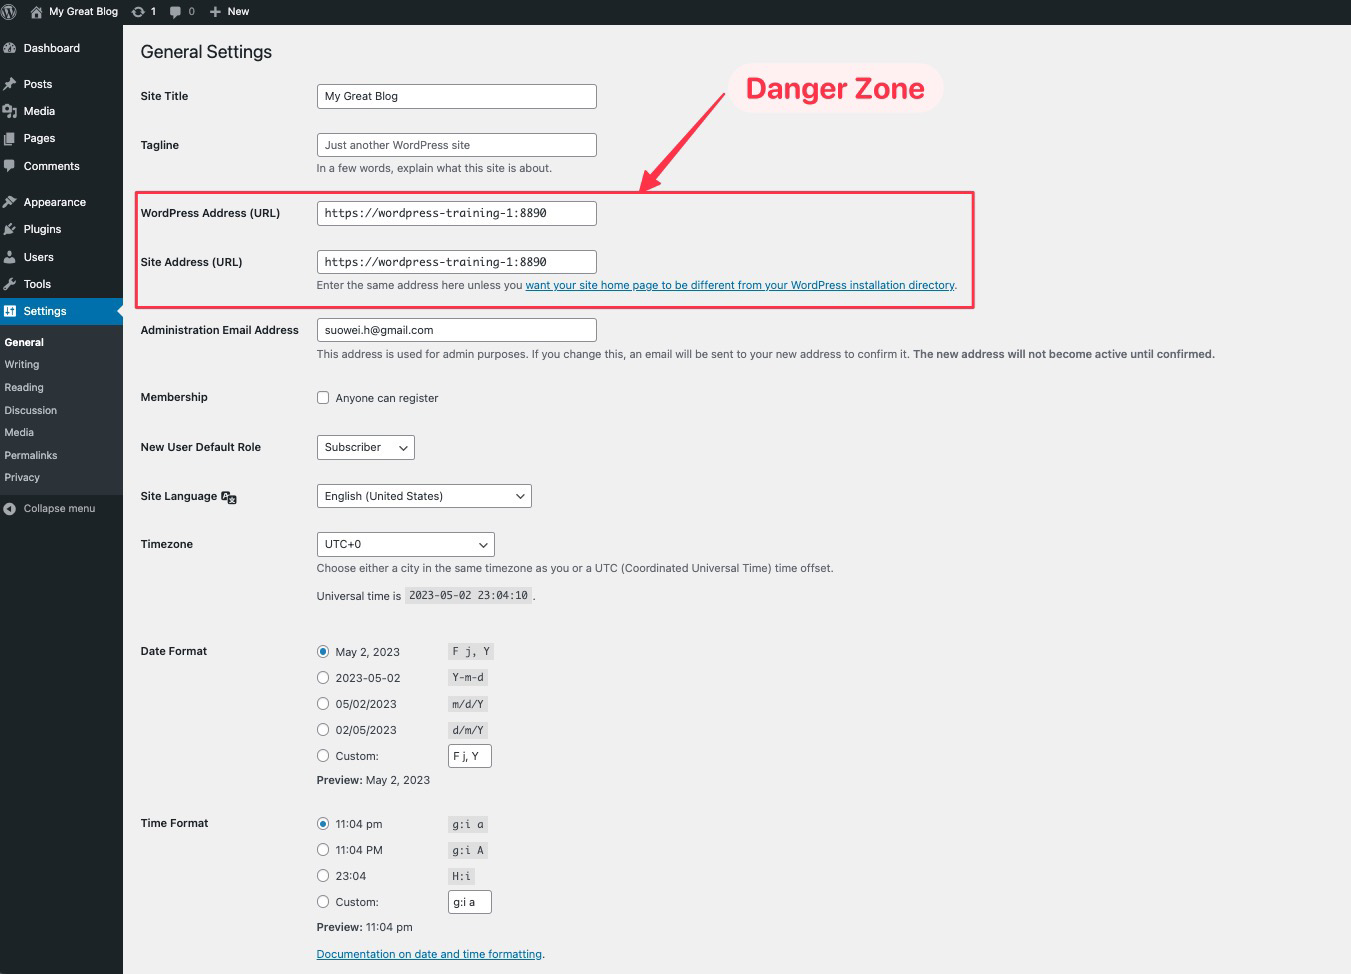 My Great Blog 1 0 New
Dashboard
Posts
Media
Pages
Comments
Appearance
Plugins
Users
Tools
Settings
General
Writing
Reading
Discussion
Media
Permalinks
Privacy
Collapse menu
General Settings
Danger Zone
Site Title My Great Blog
Tagline Just another WordPress site
In a few words, explain what this site is about.
WordPress Address (URL) https://wordpress-training-1:8890
Site Address (URL) https://wordpress-training-1:8890
Enter the same address here unless you want your site home page to be different from your WordPress installation directory.
Administration Email Address suowei.h@gmail.com
This address is used for admin purposes. If you change this, an email will be sent to your new address to confirm it. The new address will not become active until confirmed.
Membership Anyone can register
New User Default Role Subscriber
Site Language English (United States)
Timezone UTC+0
Choose either a city in the same timezone as you or a UTC (Coordinated Universal Time) time offset.
Universal time is 2023-05-02 23:04:10 .
Date Format May 2, 2023 F j, Y
2023-05-02 Y-m-d
05/02/2023 m/d/Y
02/05/2023 d/m/Y
Custom: F j, Y
Preview: May 2, 2023
Time Format 11:04 pm g:i a
11:04 PM g:i A
23:04 H:i
Custom: g:i a
Preview: 11:04 pm
Documentation on date and time formatting.